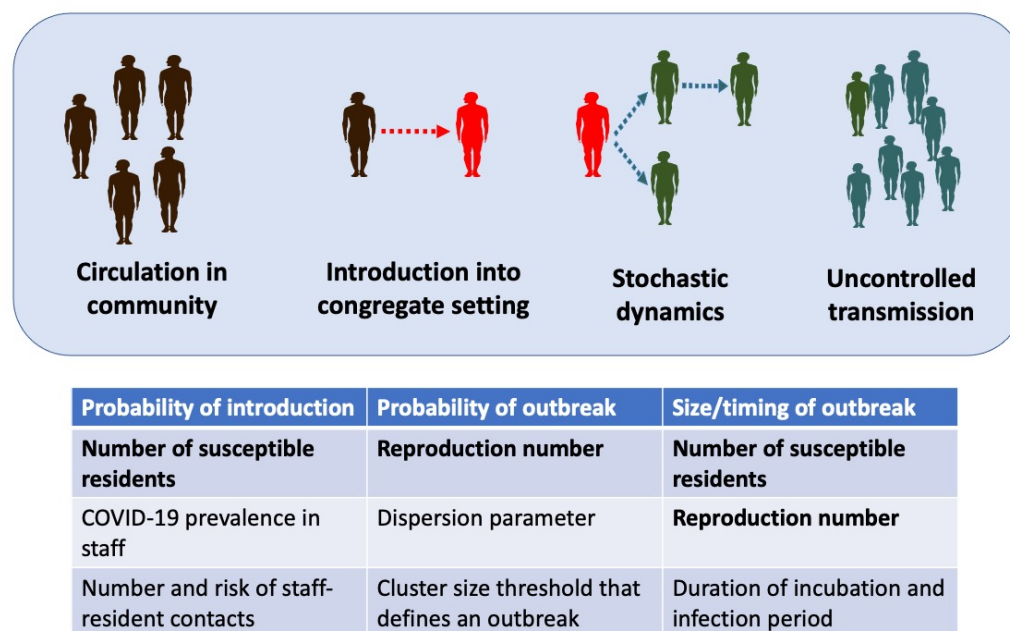 Circulation in
community
Introduction into
congregate setting
Stochastic
dynamics
Uncontrolled
transmission
Probability of introduction
Probability of outbreak
Size/timing of outbreak
Number of susceptible
residents
Reproduction number
Number of susceptible
residents
COVID-19 prevalence in
staff
Dispersion parameter
Reproduction number
Number and risk of staff-
resident contacts
Cluster size threshold that
defines an outbreak
Duration of incubation and
infection period